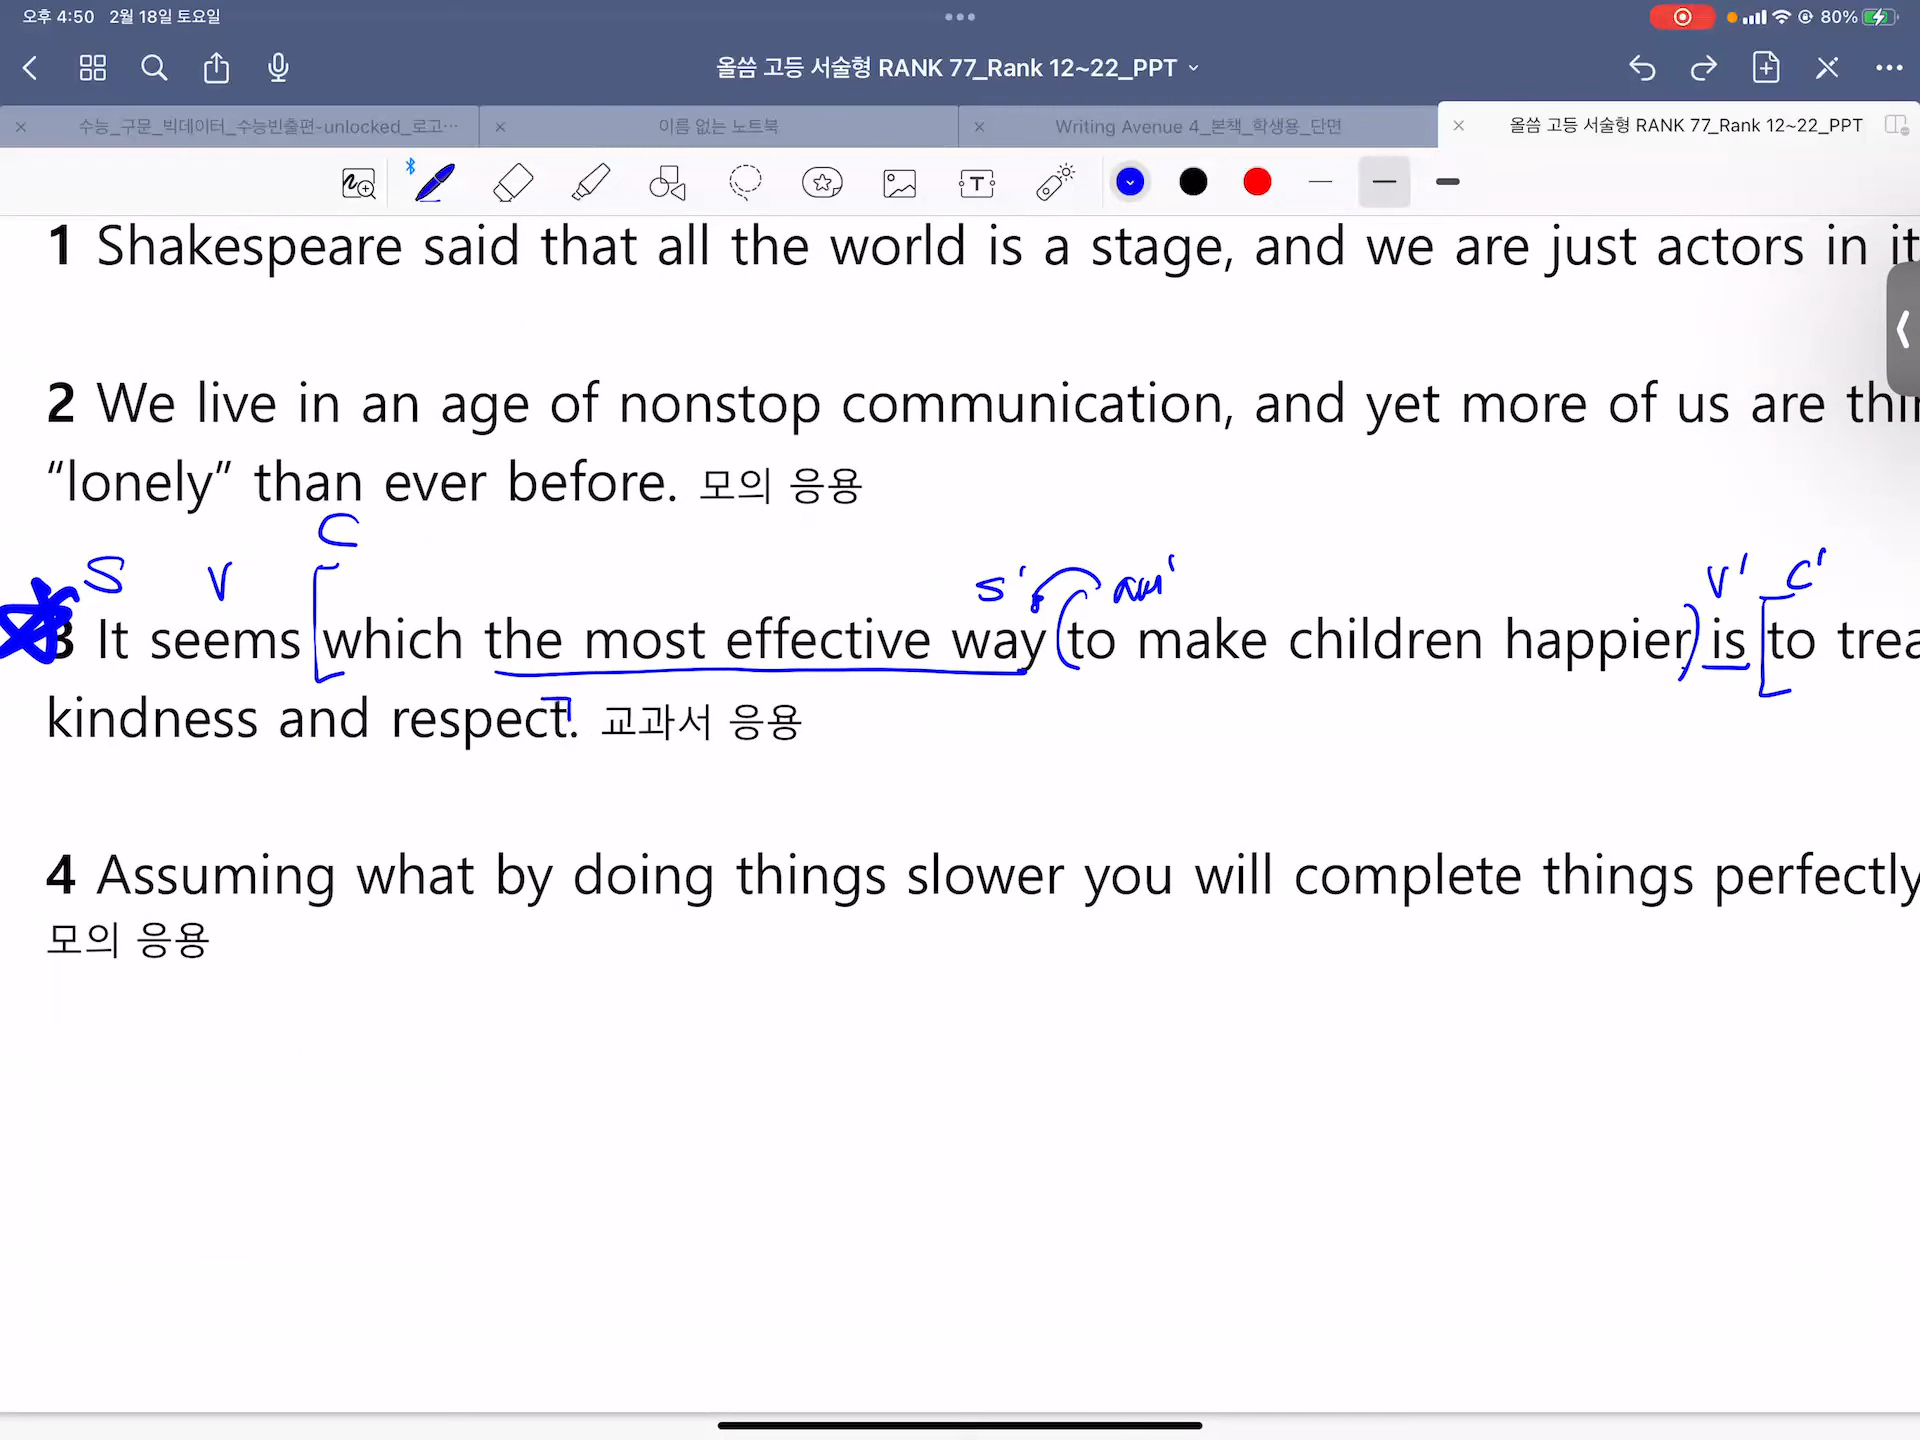 오후 4:50 2월 18일 토요일
80%
올씀 고등 서술형 RANK 77_Rank 12~22_PPT
수능_구문_빅데이터_수능빈출편-unlocked_로고…
이름 없는 노트북
Writing Avenue 4_본책_학생용_단면
올씀 고등 서술형 RANK 77_Rank 12~22_PPT
1 Shakespeare said that all the world is a stage, and we are just actors in it
2 We live in an age of nonstop communication, and yet more of us are thi
“lonely” than ever before. 모의 응용
C
S V S' V' C'
3 It seems which the most effective way to make children happier is to trea
kindness and respect. 교과서 응용
4 Assuming what by doing things slower you will complete things perfectly
모의 응용